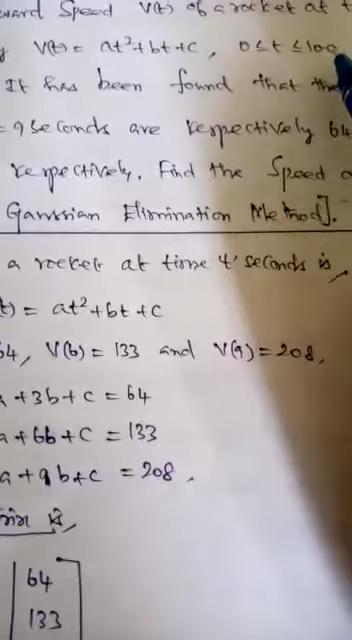 ward Speed V(t) of a rocket at t
V(t) = at²+bt+c, 0≤t≤100
It has been found that the
= 9 seconds are respectively 64
respectively. Find the Speed a
Gaussian Elimination Method].
a rocket at time 't' seconds is
t) = at²+bt+c
64, V(6) = 133 and V(9) = 208,
+3b+c = 64
a+6b+c = 133
a+9b+c = 208.
64
133